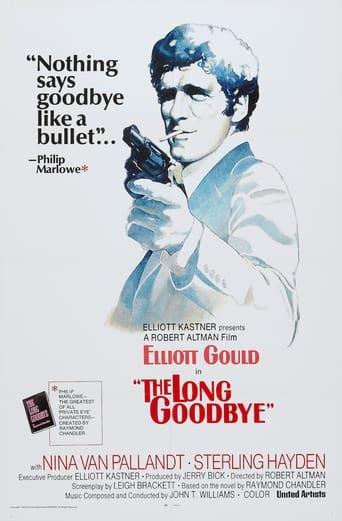 "Nothing
says
goodbye
like a
bullet"...
—Philip
Marlowe*
ELLIOTT KASTNER presents
A ROBERT ALTMAN Film
ELLIOTT GOULD
in
"THE LONG
GOODBYE"
THE
LONG
GOODBYE
*PHILIP
MARLOWE—
THE GREATEST
OF ALL
"PRIVATE EYE"
CHARACTERS—
CREATED BY
RAYMOND
CHANDLER
with NINA VAN PALLANDT · STERLING HAYDEN
Executive Producer ELLIOTT KASTNER · Produced by JERRY BICK · Directed by ROBERT ALTMAN
Screenplay by LEIGH BRACKETT · Based on the novel by RAYMOND CHANDLER
Music Composed and Conducted by JOHN T. WILLIAMS · COLOR United Artists